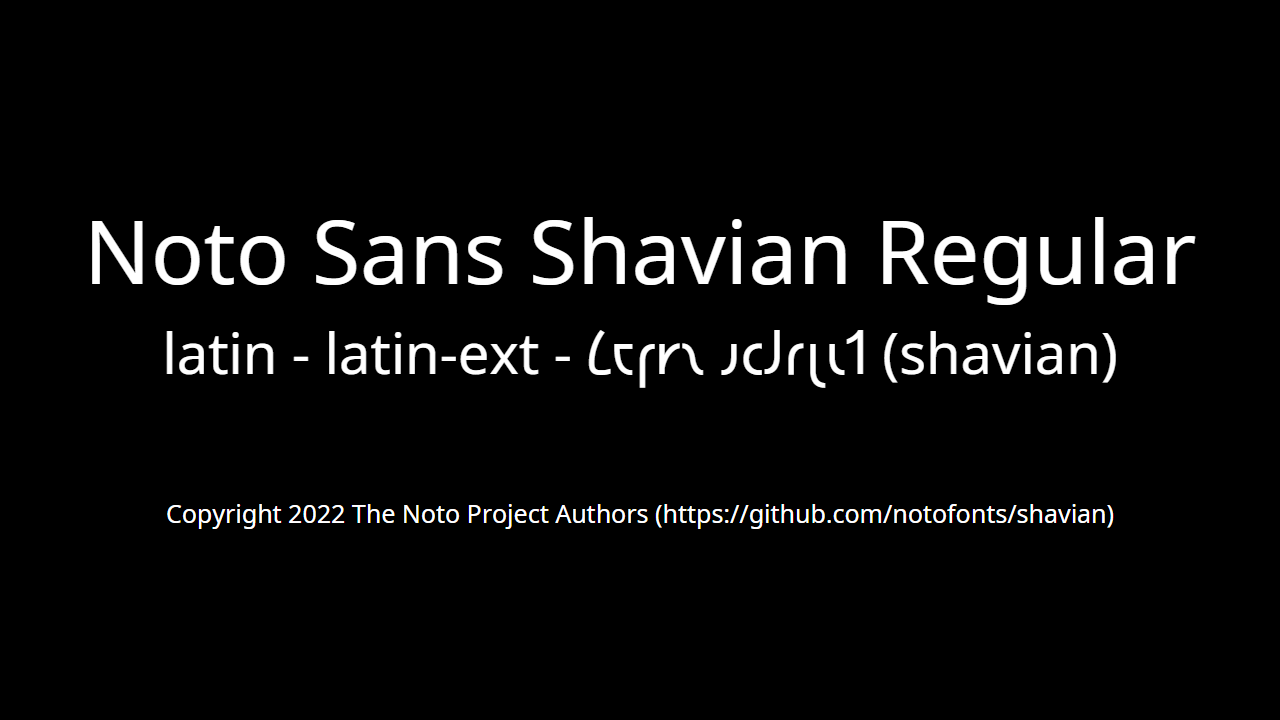 Noto Sans Shavian Regular
latin - latin-ext - 𐑖𐑱𐑝𐑾𐑯 𐑨𐑤𐑓𐑩𐑚𐑧𐑑 (shavian)
Copyright 2022 The Noto Project Authors (https://github.com/notofonts/shavian)